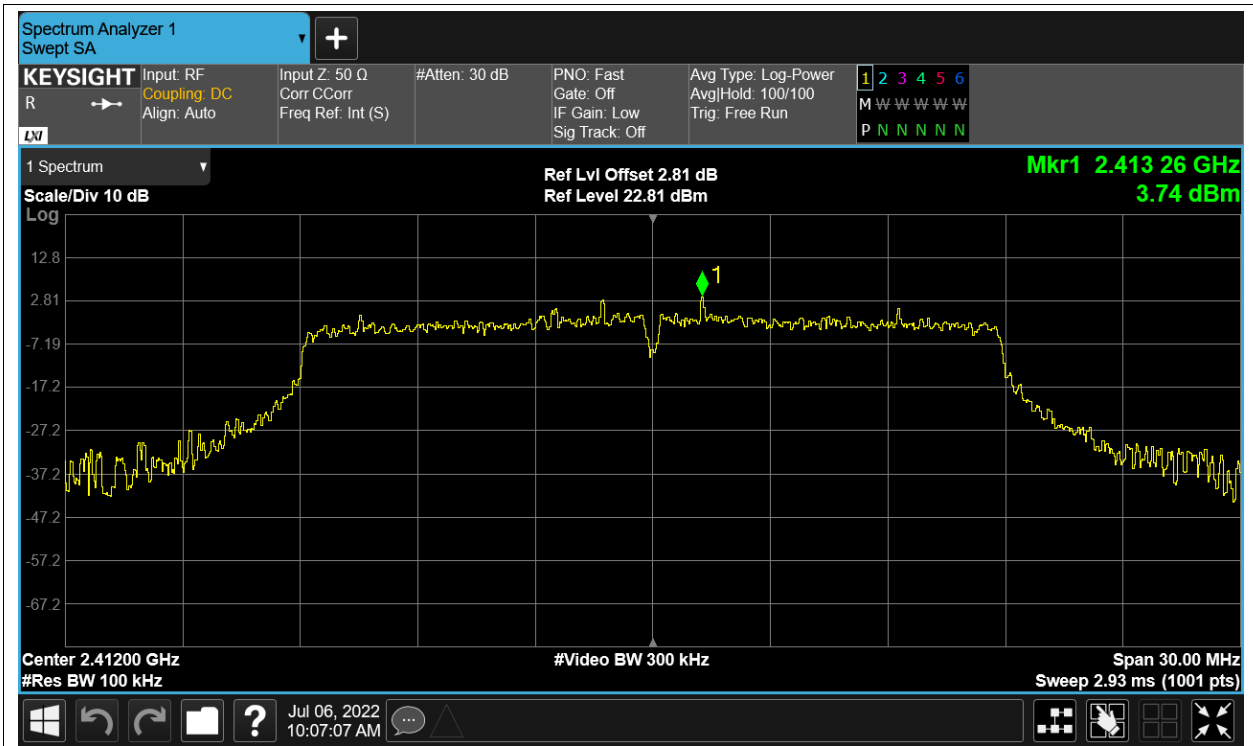 Spectrum Analyzer 1
Swept SA
KEYSIGHT
R
LXI
Input: RF
Coupling: DC
Align: Auto
Input Z: 50 Ω
Corr CCorr
Freq Ref: Int (S)
#Atten: 30 dB
PNO: Fast
Gate: Off
IF Gain: Low
Sig Track: Off
Avg Type: Log-Power
Avg|Hold: 100/100
Trig: Free Run
1 2 3 4 5 6
M W W W W W W
P N N N N N N
1 Spectrum
Scale/Div 10 dB
Ref Lvl Offset 2.81 dB
Ref Level 22.81 dBm
Mkr1 2.413 26 GHz
3.74 dBm
Log
12.8
2.81
-7.19
-17.2
-27.2
-37.2
-47.2
-57.2
-67.2
1
Center 2.41200 GHz
#Res BW 100 kHz
#Video BW 300 kHz
Span 30.00 MHz
Sweep 2.93 ms (1001 pts)
?
Jul 06, 2022
10:07:07 AM